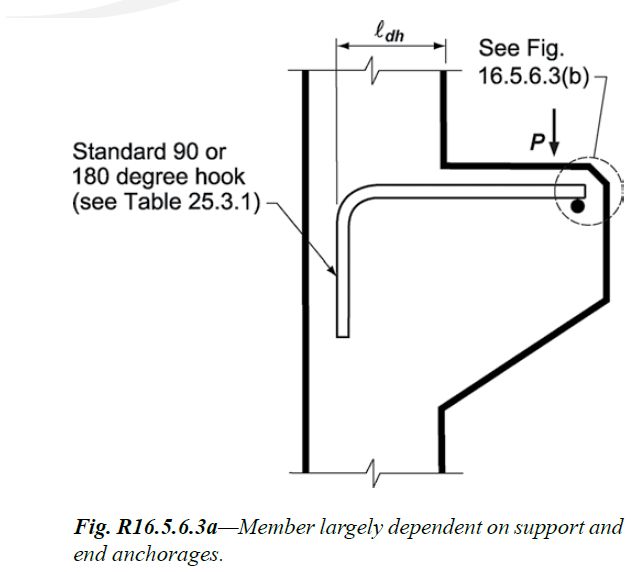 ℓdh
See Fig.
16.5.6.3(b)
P
Standard 90 or
180 degree hook
(see Table 25.3.1)
Fig. R16.5.6.3a—Member largely dependent on support and
end anchorages.